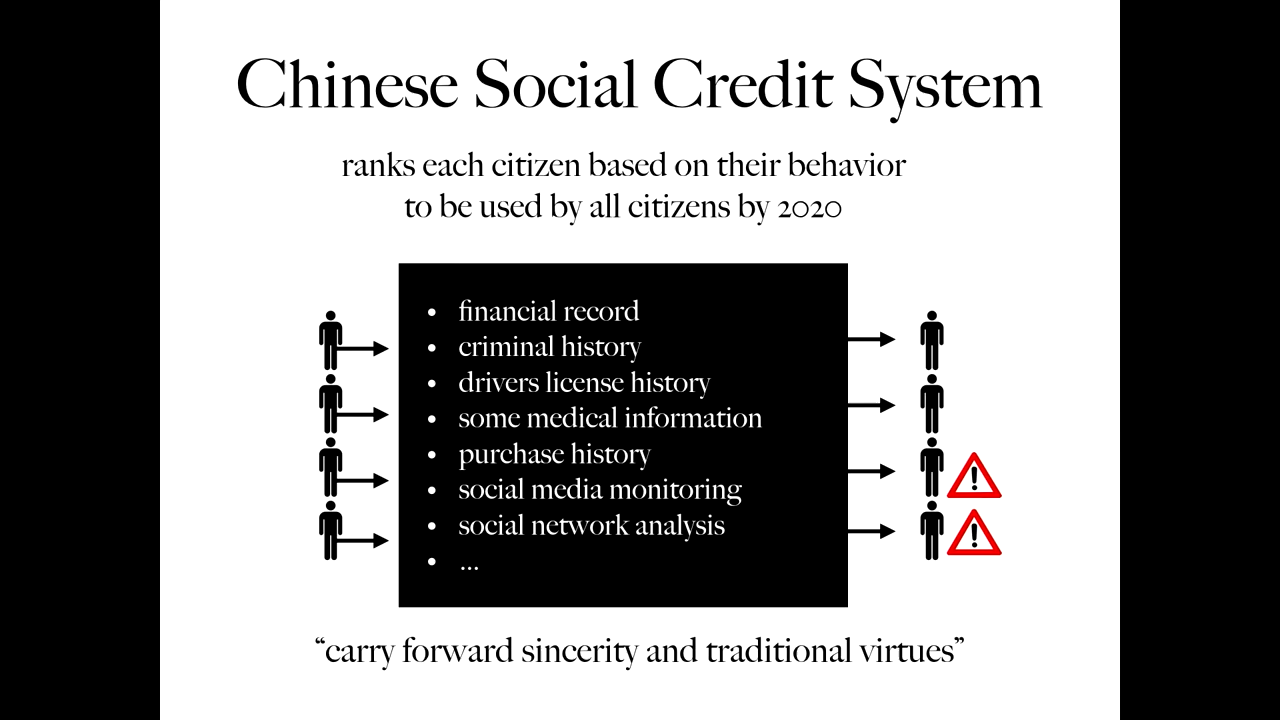 Chinese Social Credit System
ranks each citizen based on their behavior
to be used by all citizens by 2020
• financial record
• criminal history
• drivers license history
• some medical information
• purchase history
• social media monitoring
• social network analysis
• ...
“carry forward sincerity and traditional virtues”